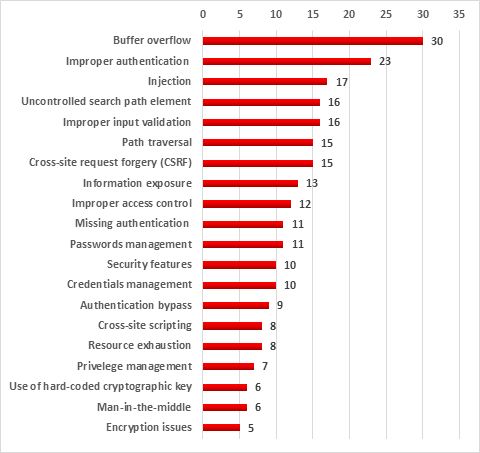 0 5 10 15 20 25 30 35
Buffer overflow 30
Improper authentication 23
Injection 17
Uncontrolled search path element 16
Improper input validation 16
Path traversal 15
Cross-site request forgery (CSRF) 15
Information exposure 13
Improper access control 12
Missing authentication 11
Passwords management 11
Security features 10
Credentials management 10
Authentication bypass 9
Cross-site scripting 8
Resource exhaustion 8
Privelege management 7
Use of hard-coded cryptographic key 6
Man-in-the-middle 6
Encryption issues 5